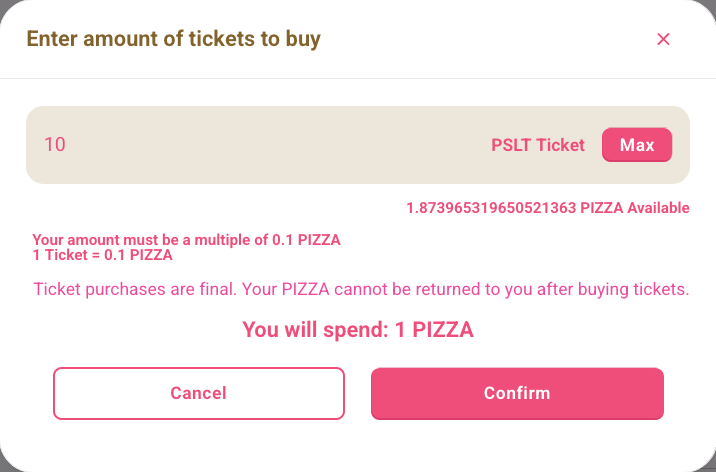 Enter amount of tickets to buy
10 PSLT Ticket Max
1.873965319650521363 PIZZA Available
Your amount must be a multiple of 0.1 PIZZA
1 Ticket = 0.1 PIZZA
Ticket purchases are final. Your PIZZA cannot be returned to you after buying tickets.
You will spend: 1 PIZZA
Cancel Confirm